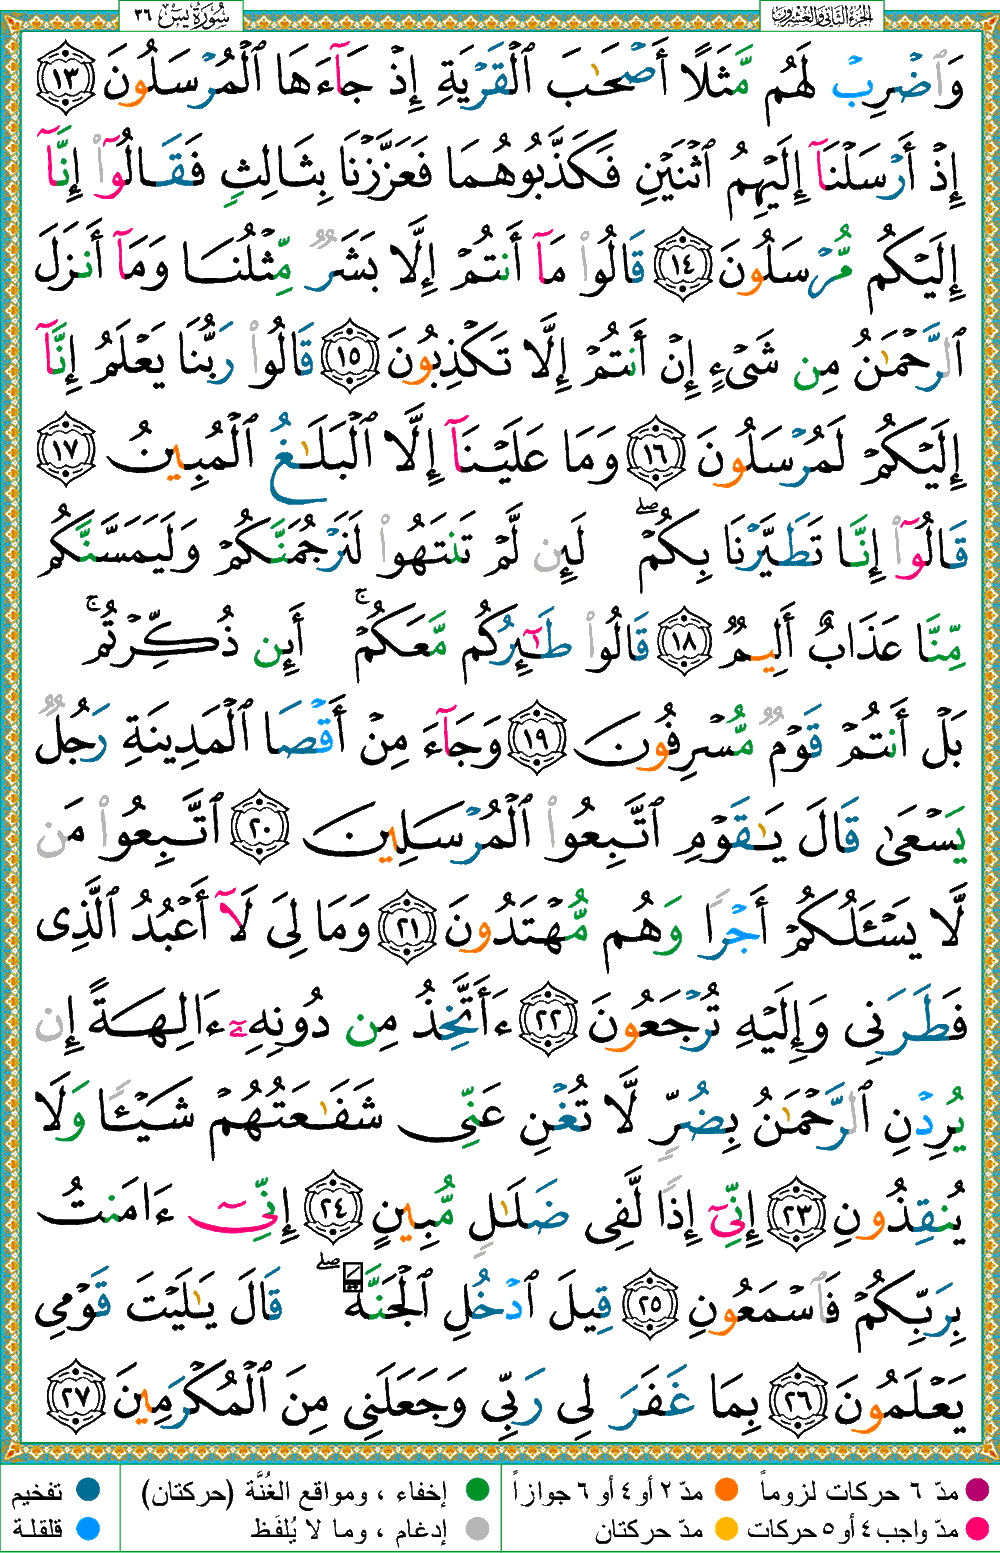 سُورَةُ يسٓ ٣٦
الجزء الثاني والعشرون
وَٱضۡرِبۡ لَهُم مَّثَلًا أَصۡحَٰبَ ٱلۡقَرۡيَةِ إِذۡ جَآءَهَا ٱلۡمُرۡسَلُونَ ١٣
إِذۡ أَرۡسَلۡنَآ إِلَيۡهِمُ ٱثۡنَيۡنِ فَكَذَّبُوهُمَا فَعَزَّزۡنَا بِثَالِثٖ فَقَالُوٓاْ إِنَّآ
إِلَيۡكُم مُّرۡسَلُونَ ١٤ قَالُواْ مَآ أَنتُمۡ إِلَّا بَشَرٞ مِّثۡلُنَا وَمَآ أَنزَلَ
ٱلرَّحۡمَٰنُ مِن شَيۡءٍ إِنۡ أَنتُمۡ إِلَّا تَكۡذِبُونَ ١٥ قَالُواْ رَبُّنَا يَعۡلَمُ إِنَّآ
إِلَيۡكُمۡ لَمُرۡسَلُونَ ١٦ وَمَا عَلَيۡنَآ إِلَّا ٱلۡبَلَٰغُ ٱلۡمُبِينُ ١٧
قَالُوٓاْ إِنَّا تَطَيَّرۡنَا بِكُمۡۖ لَئِن لَّمۡ تَنتَهُواْ لَنَرۡجُمَنَّكُمۡ وَلَيَمَسَّنَّكُم
مِّنَّا عَذَابٌ أَلِيمٞ ١٨ قَالُواْ طَٰٓئِرُكُم مَّعَكُمۡۚ أَئِن ذُكِّرۡتُمۚ
بَلۡ أَنتُمۡ قَوۡمٞ مُّسۡرِفُونَ ١٩ وَجَآءَ مِنۡ أَقۡصَا ٱلۡمَدِينَةِ رَجُلٞ
يَسۡعَىٰ قَالَ يَٰقَوۡمِ ٱتَّبِعُواْ ٱلۡمُرۡسَلِينَ ٢٠ ٱتَّبِعُواْ مَن
لَّا يَسۡـَٔلُكُمۡ أَجۡرٗا وَهُم مُّهۡتَدُونَ ٢١ وَمَا لِيَ لَآ أَعۡبُدُ ٱلَّذِي
فَطَرَنِي وَإِلَيۡهِ تُرۡجَعُونَ ٢٢ ءَأَتَّخِذُ مِن دُونِهِۦٓ ءَالِهَةً إِن
يُرِدۡنِ ٱلرَّحۡمَٰنُ بِضُرّٖ لَّا تُغۡنِ عَنِّي شَفَٰعَتُهُمۡ شَيۡـٔٗا وَلَا
يُنقِذُونِ ٢٣ إِنِّيٓ إِذٗا لَّفِي ضَلَٰلٖ مُّبِينٍ ٢٤ إِنِّيٓ ءَامَنتُ
بِرَبِّكُمۡ فَٱسۡمَعُونِ ٢٥ قِيلَ ٱدۡخُلِ ٱلۡجَنَّةَۖ قَالَ يَٰلَيۡتَ قَوۡمِي
يَعۡلَمُونَ ٢٦ بِمَا غَفَرَ لِي رَبِّي وَجَعَلَنِي مِنَ ٱلۡمُكۡرَمِينَ ٢٧
مدّ ٦ حركات لزوماً مدّ ٢ أو ٤ أو ٦ جوازاً إخفاء ، ومواقع الغُنَّة (حركتان) تفخيم
مدّ واجب ٤ أو ٥ حركات مدّ حركتان إدغام ، وما لا يُلفَظ قلقلة